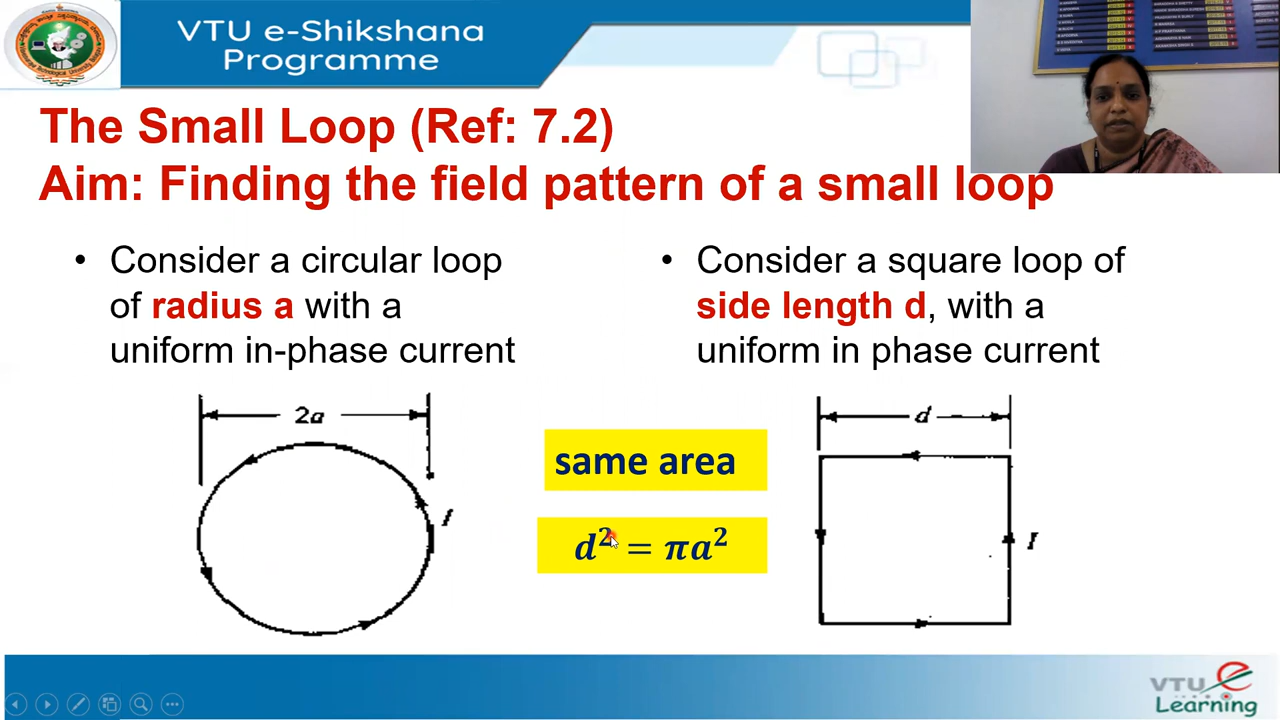 VTU e-Shikshana
Programme
The Small Loop (Ref: 7.2)
Aim: Finding the field pattern of a small loop
• Consider a circular loop
of radius a with a
uniform in-phase current
• Consider a square loop of
side length d, with a
uniform in phase current
2a
I
same area
d² = πa²
d
I
VTU e
Learning